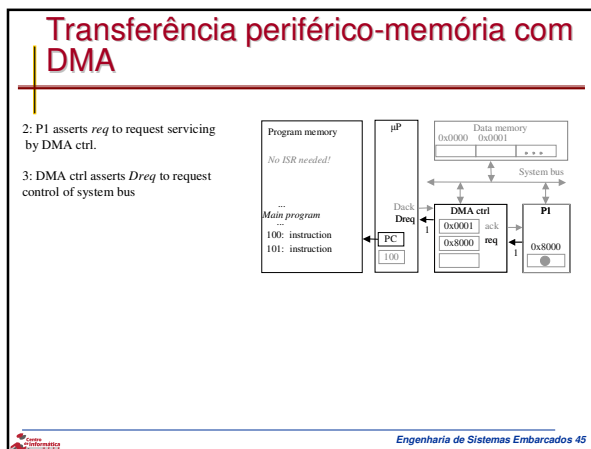 Transferência periférico-memória com
DMA
2: P1 asserts req to request servicing
by DMA ctrl.
3: DMA ctrl asserts Dreq to request
control of system bus
Program memory
No ISR needed!
...
Main program
...
100: instruction
101: instruction
μP
Dack
Dreq
1
PC
100
Data memory
0x0000 0x0001
...
System bus
DMA ctrl
0x0001 ack
0x8000 req
1
P1
0x8000
Centro
de Informática
Engenharia de Sistemas Embarcados 45